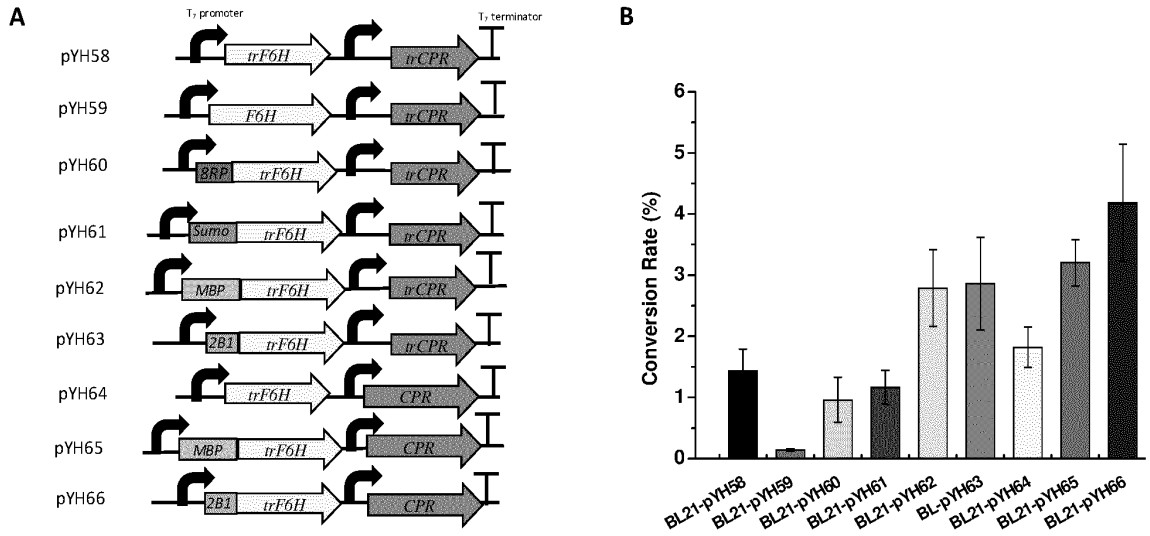 A
T7 promoter
T7 terminator
pYH58
trF6H
trCPR
pYH59
F6H
trCPR
pYH60
8RP
trF6H
trCPR
pYH61
Sumo
trF6H
trCPR
pYH62
MBP
trF6H
trCPR
pYH63
2B1
trF6H
trCPR
pYH64
trF6H
CPR
pYH65
MBP
trF6H
CPR
pYH66
2B1
trF6H
CPR
B
Conversion Rate (%)
6
5
4
3
2
1
0
BL21-pYH58
BL21-pYH59
BL21-pYH60
BL21-pYH61
BL21-pYH62
BL-pYH63
BL21-pYH64
BL21-pYH65
BL21-pYH66